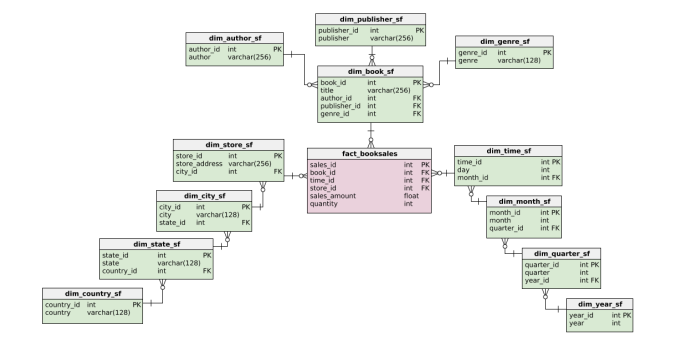 dim_publisher_sf
publisher_id int PK
publisher varchar(256)
dim_author_sf
author_id int PK
author varchar(256)
dim_genre_sf
genre_id int PK
genre varchar(128)
dim_book_sf
book_id int PK
title varchar(256)
author_id int FK
publisher_id int FK
genre_id int FK
dim_store_sf
store_id int PK
store_address varchar(256)
city_id int FK
fact_booksales
sales_id int PK
book_id int FK
time_id int FK
store_id int FK
sales_amount float
quantity int
dim_time_sf
time_id int PK
day int
month_id int FK
dim_city_sf
city_id int PK
city varchar(128)
state_id int FK
dim_month_sf
month_id int PK
month int
quarter_id int FK
dim_state_sf
state_id int PK
state varchar(128)
country_id int FK
dim_quarter_sf
quarter_id int PK
quarter int
year_id int FK
dim_country_sf
country_id int PK
country varchar(128)
dim_year_sf
year_id int PK
year int